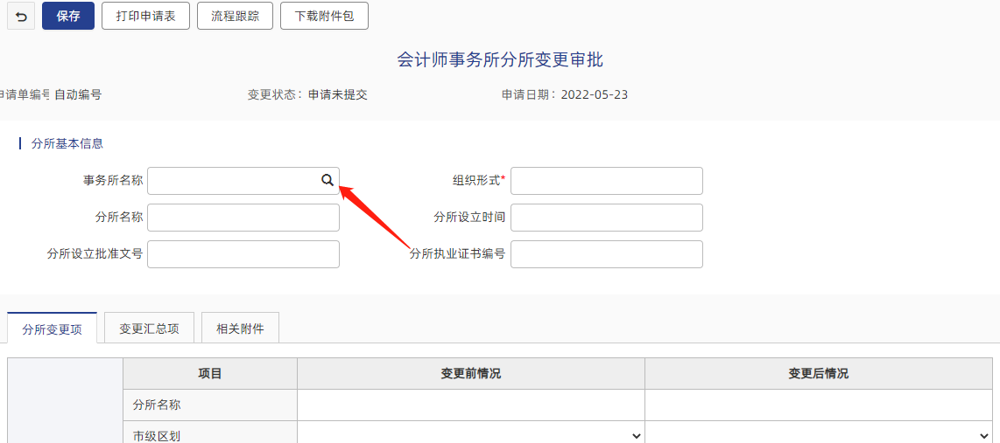 保存 打印申请表 流程跟踪 下载附件包
会计师事务所分所变更审批
申请单编号 自动编号 变更状态：申请未提交 申请日期：2022-05-23
分所基本信息
事务所名称 组织形式*
分所名称 分所设立时间
分所设立批准文号 分所执业证书编号
分所变更项 变更汇总项 相关附件
项目 变更前情况 变更后情况
分所名称
市级区划